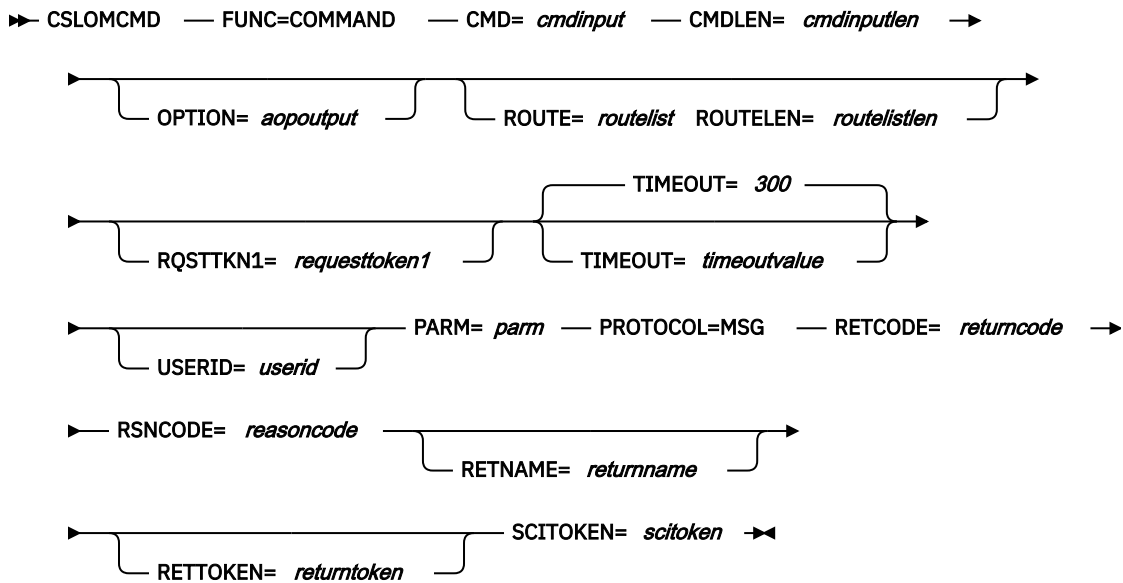 CSLOMCMD FUNC=COMMAND CMD= cmdinput CMDLEN= cmdinputlen
OPTION= aopoutput ROUTE= routelist ROUTELEN= routelistlen
TIMEOUT= 300
RQSTTKN1= requesttoken1 TIMEOUT= timeoutvalue
PARM= parm PROTOCOL=MSG RETCODE= returncode
USERID= userid
RSNCODE= reasoncode
RETNAME= returnname
SCITOKEN= scitoken
RETTOKEN= returntoken